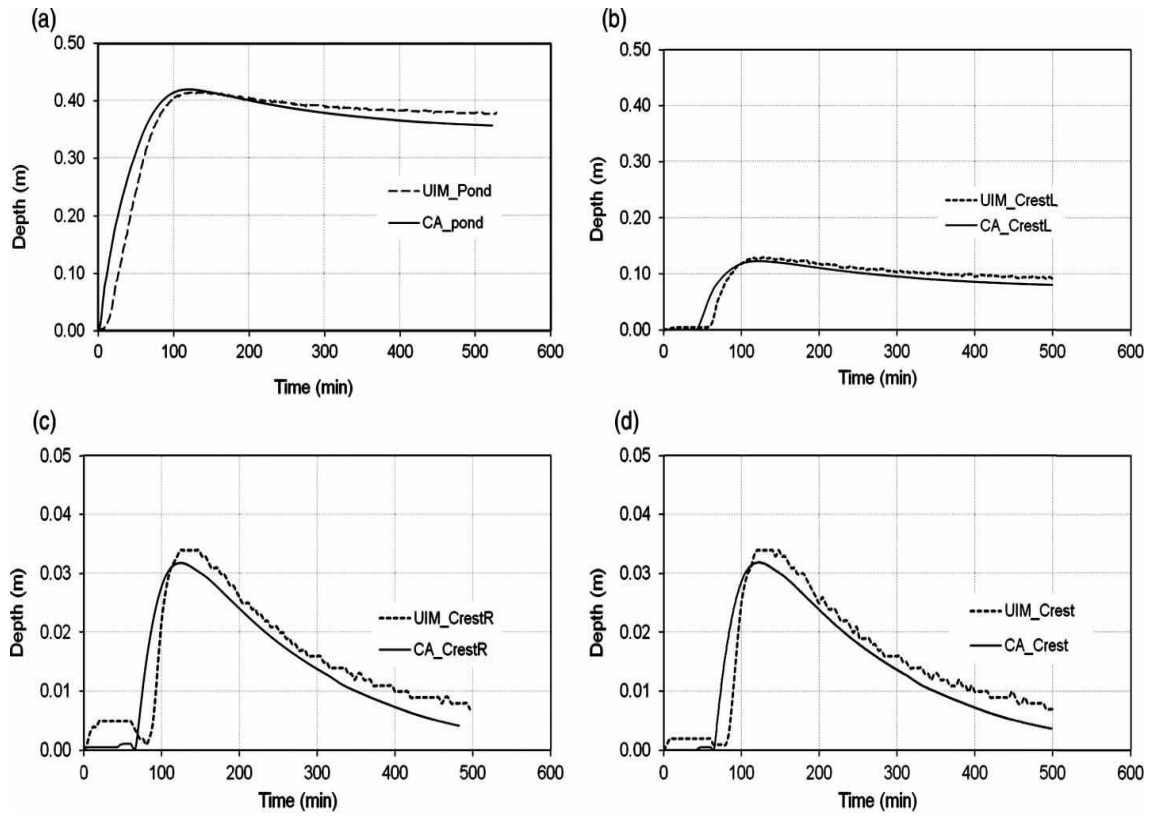 (a)
0.50
0.40
0.30
0.20
0.10
0.00
Depth (m)
UIM_Pond
CA_pond
0 100 200 300 400 500 600
Time (min)
(b)
0.50
0.40
0.30
0.20
0.10
0.00
Depth (m)
UIM_CrestL
CA_CrestL
0 100 200 300 400 500 600
Time (min)
(c)
0.05
0.04
0.03
0.02
0.01
0.00
Depth (m)
UIM_CrestR
CA_CrestR
0 100 200 300 400 500 600
Time (min)
(d)
0.05
0.04
0.03
0.02
0.01
0.00
Depth (m)
UIM_Crest
CA_Crest
0 100 200 300 400 500 600
Time (min)